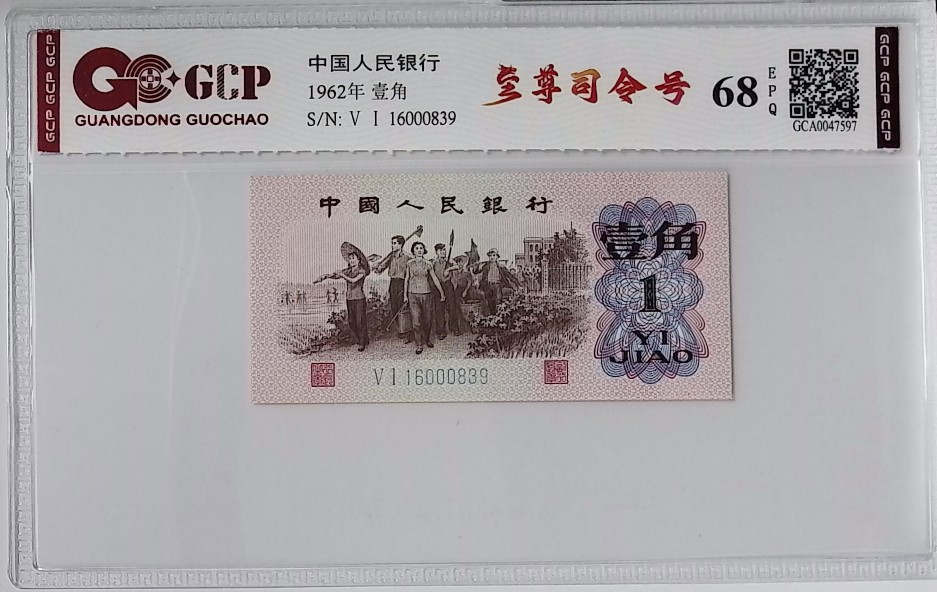 GCP GCP GCP
GCP
GUANGDONG GUOCHAO
中国人民银行
1962年 壹角
S/N: V I 16000839
至尊司令号
68
EPQ
GCA0047597
GCP GCP GCP
中國人民銀行
壹角
1
YI
JIAO
V I 16000839